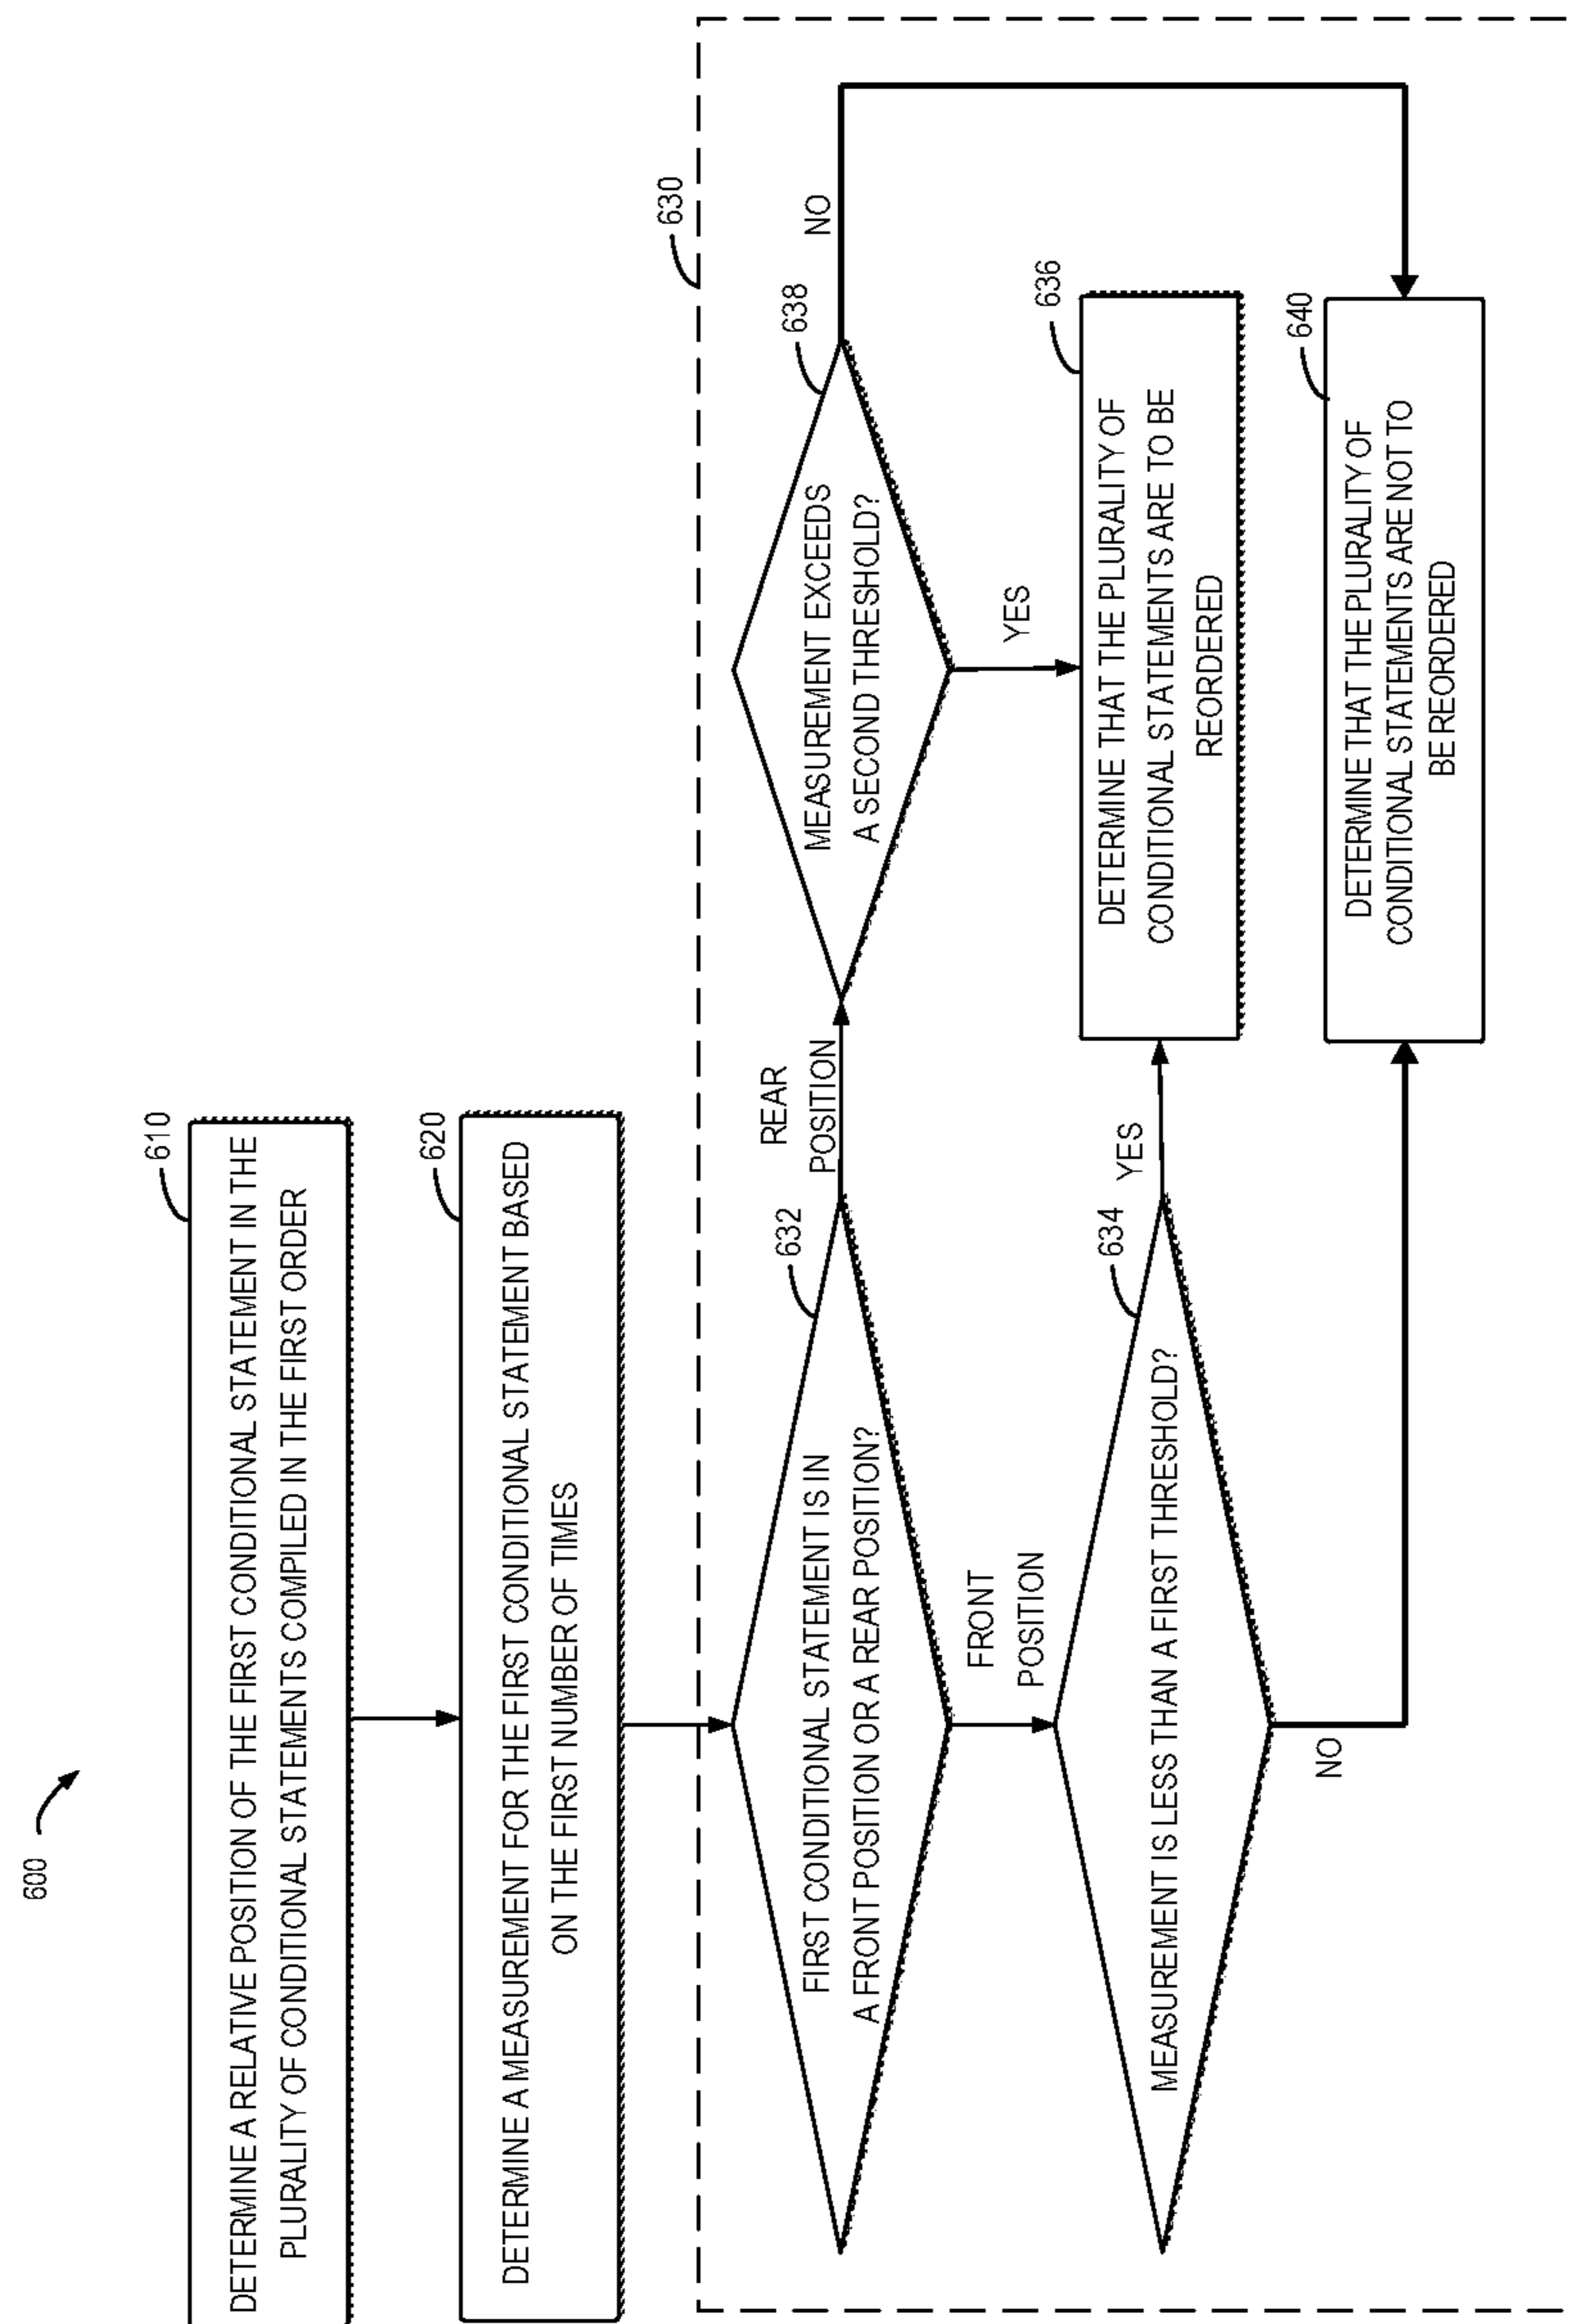 600
610
DETERMINE A RELATIVE POSITION OF THE FIRST CONDITIONAL STATEMENT IN THE
PLURALITY OF CONDITIONAL STATEMENTS COMPILED IN THE FIRST ORDER
620
DETERMINE A MEASUREMENT FOR THE FIRST CONDITIONAL STATEMENT BASED
ON THE FIRST NUMBER OF TIMES
630
632
FIRST CONDITIONAL STATEMENT IS IN
A FRONT POSITION OR A REAR POSITION?
REAR
POSITION
638
MEASUREMENT EXCEEDS
A SECOND THRESHOLD?
NO
FRONT
POSITION
YES
634
MEASUREMENT IS LESS THAN A FIRST THRESHOLD?
YES
636
DETERMINE THAT THE PLURALITY OF
CONDITIONAL STATEMENTS ARE TO BE
REORDERED
NO
640
DETERMINE THAT THE PLURALITY OF
CONDITIONAL STATEMENTS ARE NOT TO
BE REORDERED